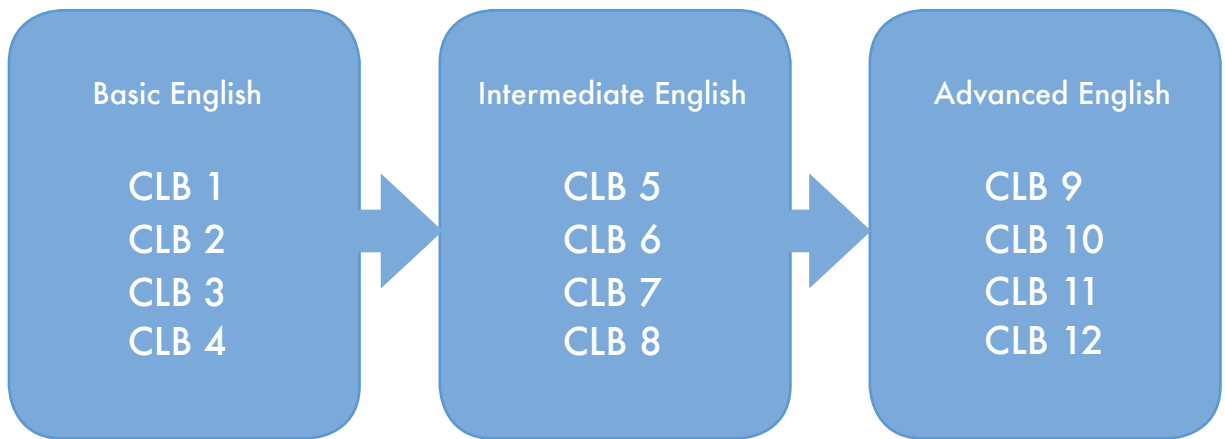 Basic English
CLB 1
CLB 2
CLB 3
CLB 4
Intermediate English
CLB 5
CLB 6
CLB 7
CLB 8
Advanced English
CLB 9
CLB 10
CLB 11
CLB 12